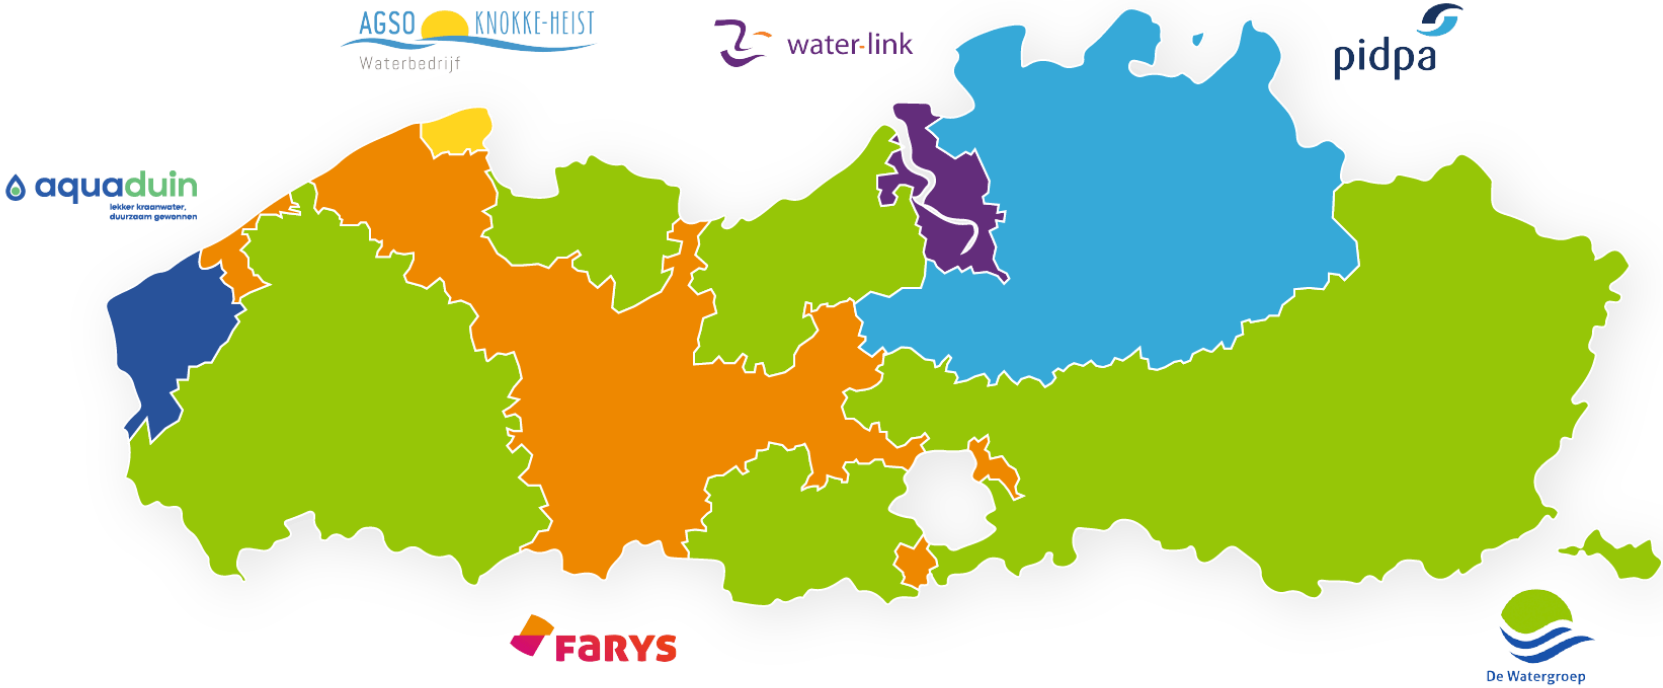 AGSO KNOKKE-HEIST
Waterbedrijf
water-link
pidpa
aquaduin
lekker kraanwater,
duurzaam gewonnen
FARYS
De Watergroep